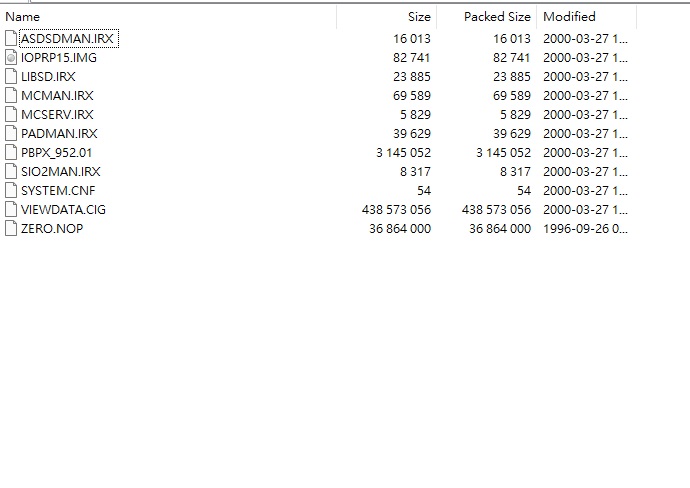 Name Size Packed Size Modified
ASDSDMAN.IRX 16 013 16 013 2000-03-27 1...
IOPRP15.IMG 82 741 82 741 2000-03-27 1...
LIBSD.IRX 23 885 23 885 2000-03-27 1...
MCMAN.IRX 69 589 69 589 2000-03-27 1...
MCSERV.IRX 5 829 5 829 2000-03-27 1...
PADMAN.IRX 39 629 39 629 2000-03-27 1...
PBPX_952.01 3 145 052 3 145 052 2000-03-27 1...
SIO2MAN.IRX 8 317 8 317 2000-03-27 1...
SYSTEM.CNF 54 54 2000-03-27 1...
VIEWDATA.CIG 438 573 056 438 573 056 2000-03-27 1...
ZERO.NOP 36 864 000 36 864 000 1996-09-26 0...